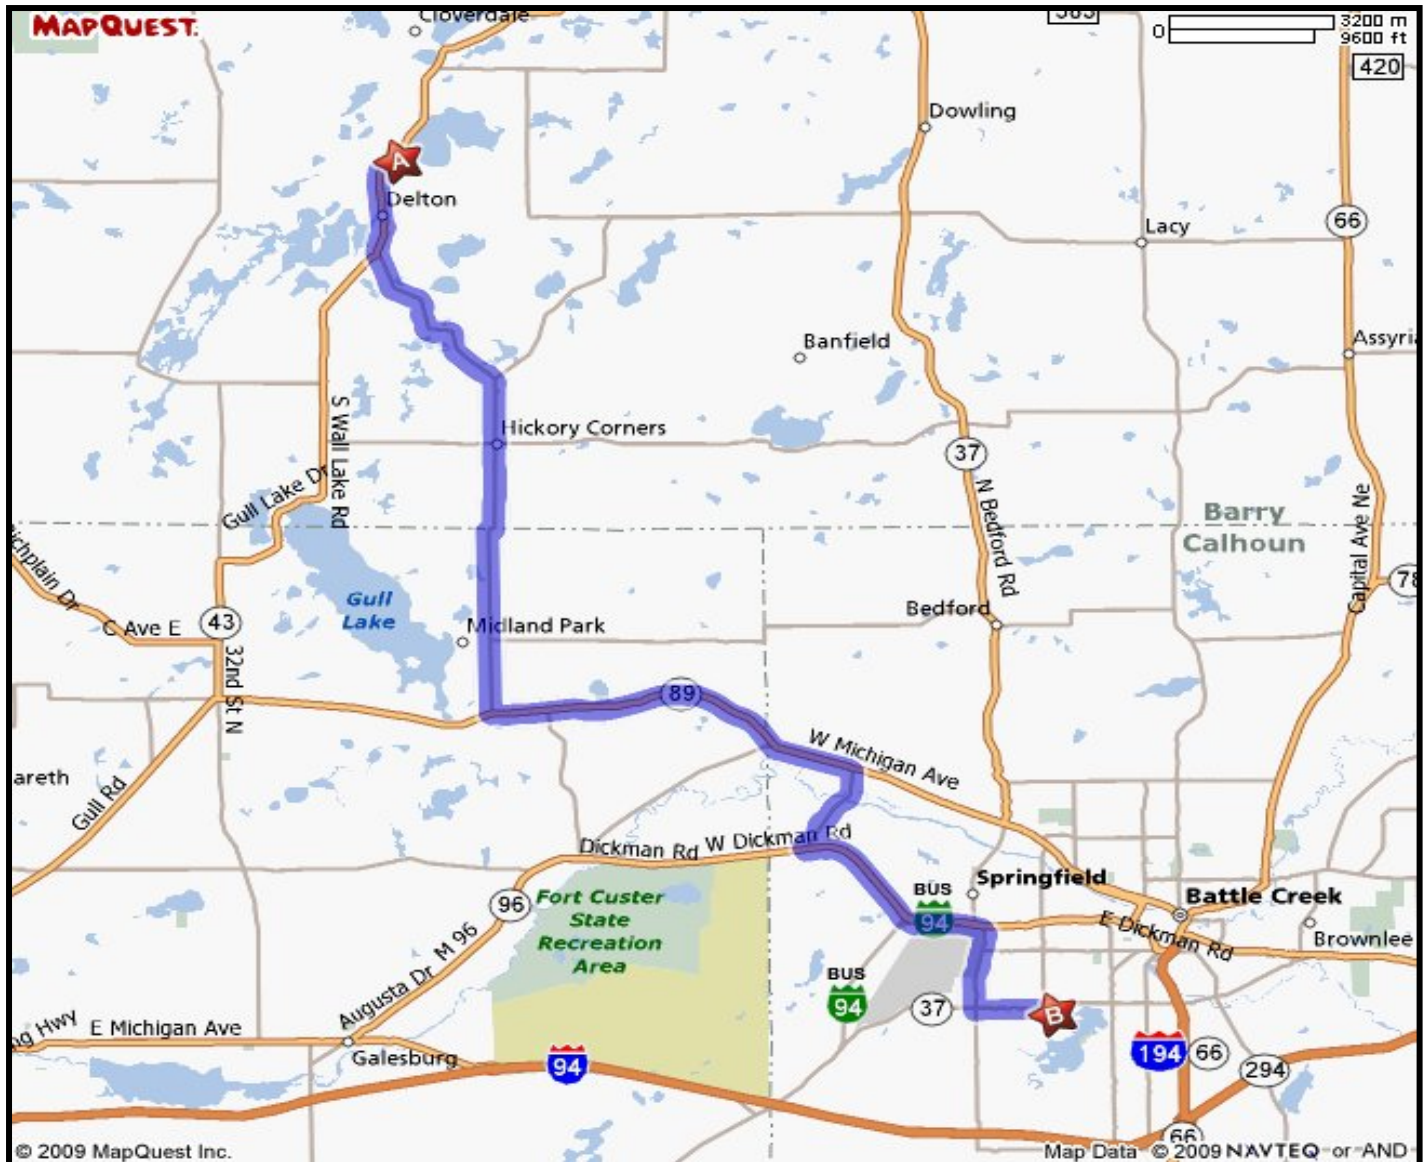 MAPQUEST.
Cloverdale
3200 m
0
9600 ft
420
A
Dowling
Delton
Lacy
66
Banfield
S Wall Lake Rd
Hickory Corners
37
N Bedford Rd
Gull Lake Dr
Barry
Calhoun
Capital Ave Ne
Gull
Lake
Bedford
C Ave E
43
Midland Park
32nd St N
89
W Michigan Ave
Gull Rd
Dickman Rd
W Dickman Rd
Springfield
Battle Creek
BUS
94
96
Fort Custer
State
Recreation
Area
E Dickman Rd
Brownlee
Augusta Dr
M 96
BUS
94
37
B
E Michigan Ave
Galesburg
94
194
66
294
66
© 2009 MapQuest Inc.
Map Data © 2009 NAVTEQ or AND